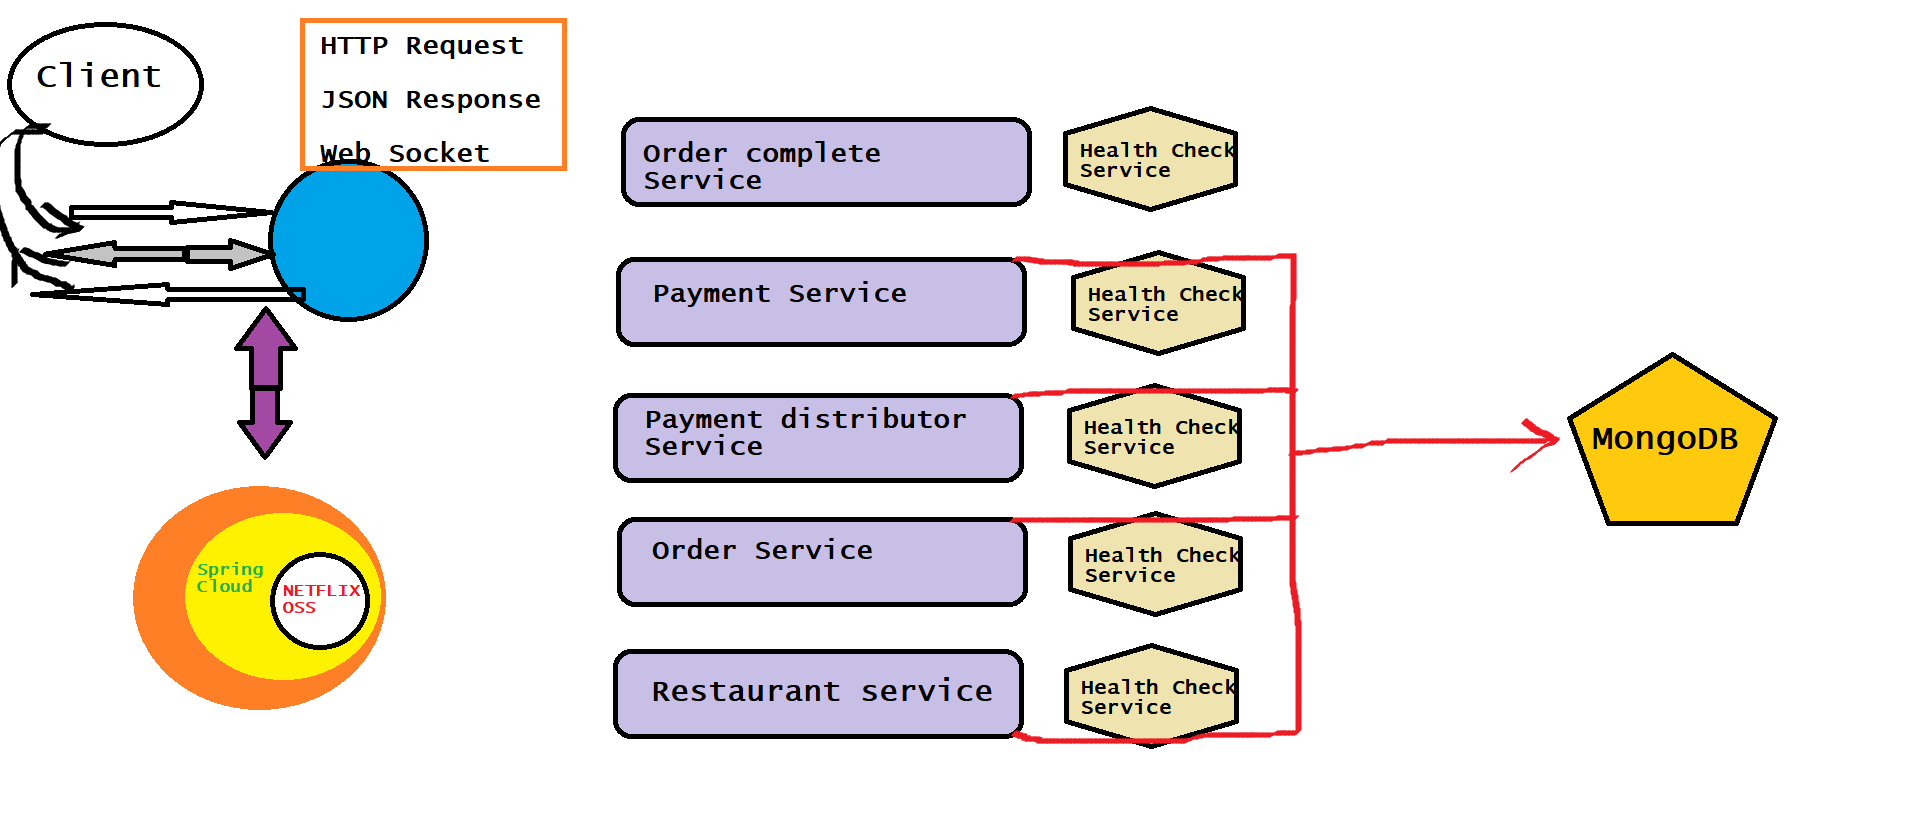 Client
HTTP Request
JSON Response
Web Socket
Order complete
Service
Health Check
Service
Payment Service
Health Check
Service
Payment distributor
Service
Health Check
Service
MongoDB
Order Service
Health Check
Service
Spring
Cloud
NETFLIX
OSS
Restaurant service
Health Check
Service